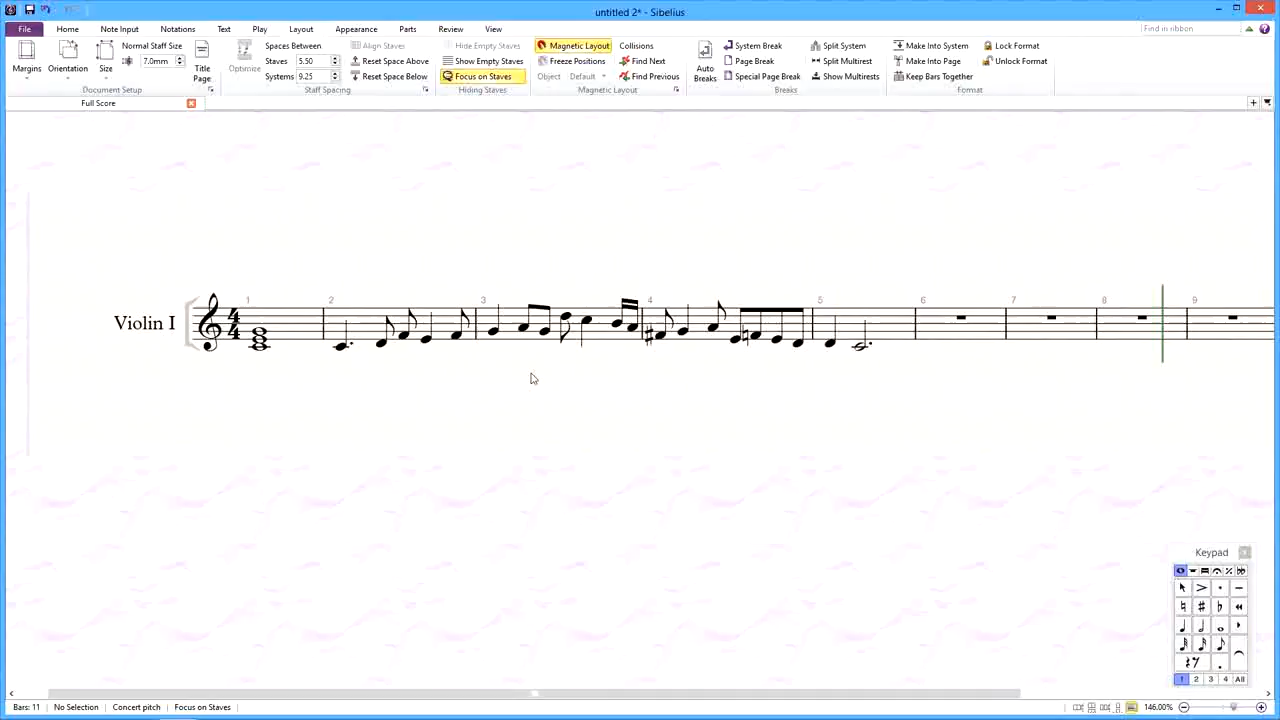 untitled 2* - Sibelius
File Home Note Input Notations Text Play Layout Appearance Parts Review View Find in ribbon
Margins Orientation Size Normal Staff Size 7.0mm Title Page
Document Setup
Optimize Spaces Between Staves 5.50 Systems 9.25 Align Staves Reset Space Above Reset Space Below
Staff Spacing
Hide Empty Staves Show Empty Staves Focus on Staves
Hiding Staves
Magnetic Layout Freeze Positions Object Default Collisions Find Next Find Previous
Magnetic Layout
Auto Breaks System Break Page Break Special Page Break Split System Split Multirest Show Multirests
Breaks
Make Into System Make Into Page Keep Bars Together Lock Format Unlock Format
Format
Full Score
1 2 3 4 5 6 7 8 9
Violin I
4
4
Keypad
1 2 3 4 All
Bars: 11 No Selection Concert pitch Focus on Staves 146.00%